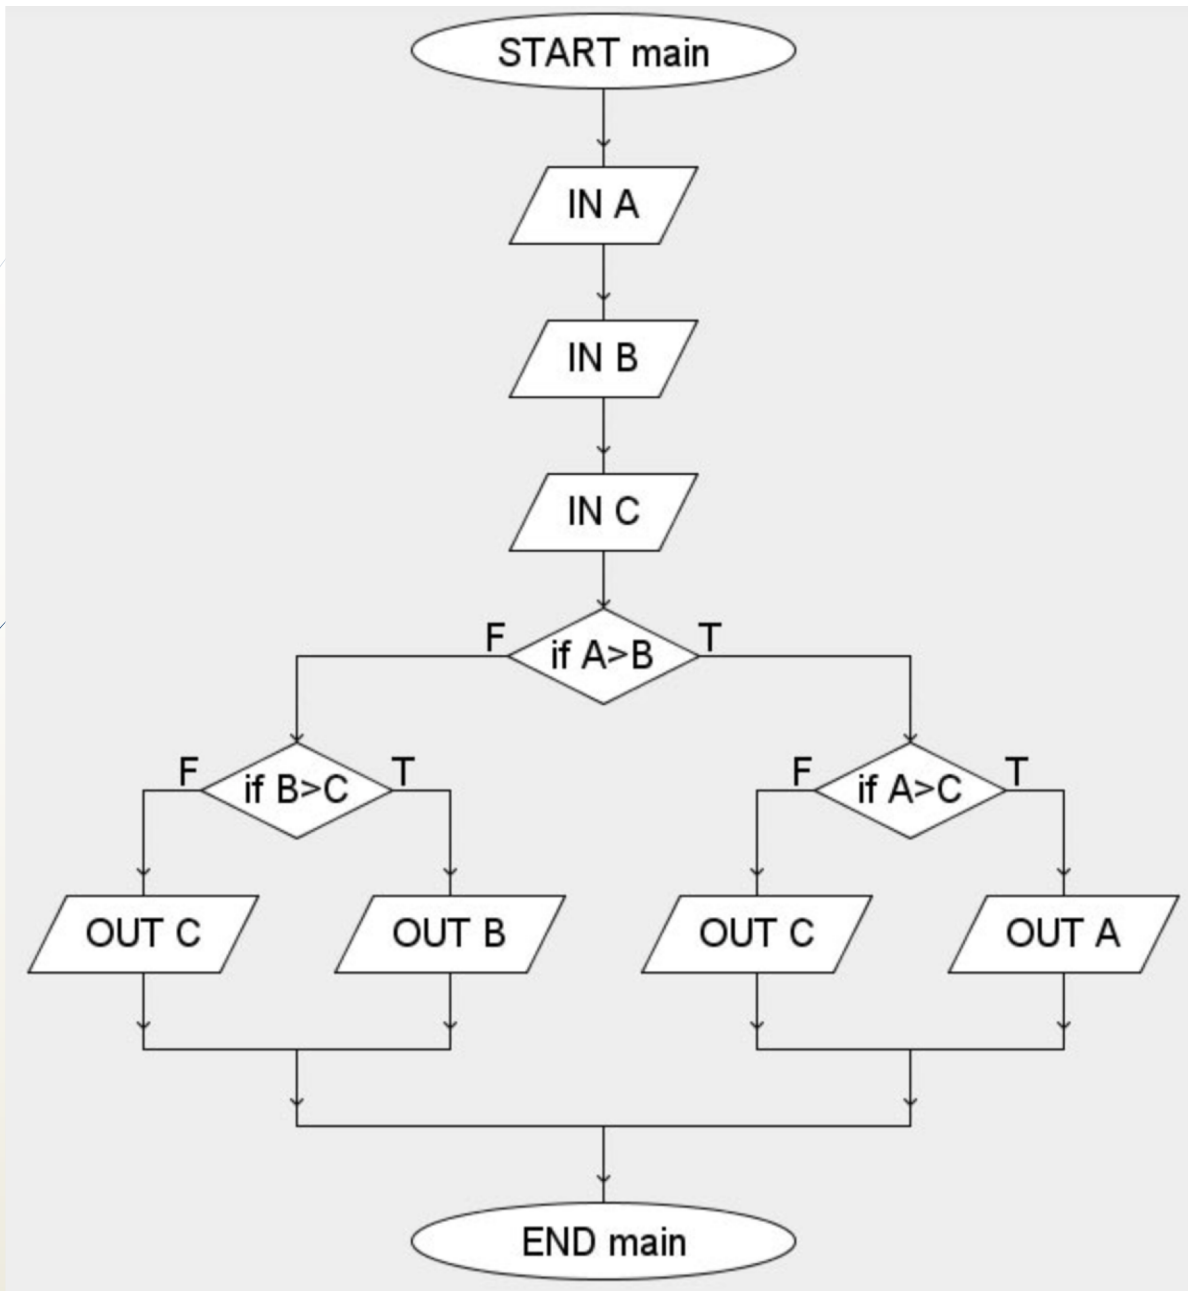 START main
IN A
IN B
IN C
F
if A>B
T
F
if B>C
T
F
if A>C
T
OUT C
OUT B
OUT C
OUT A
END main